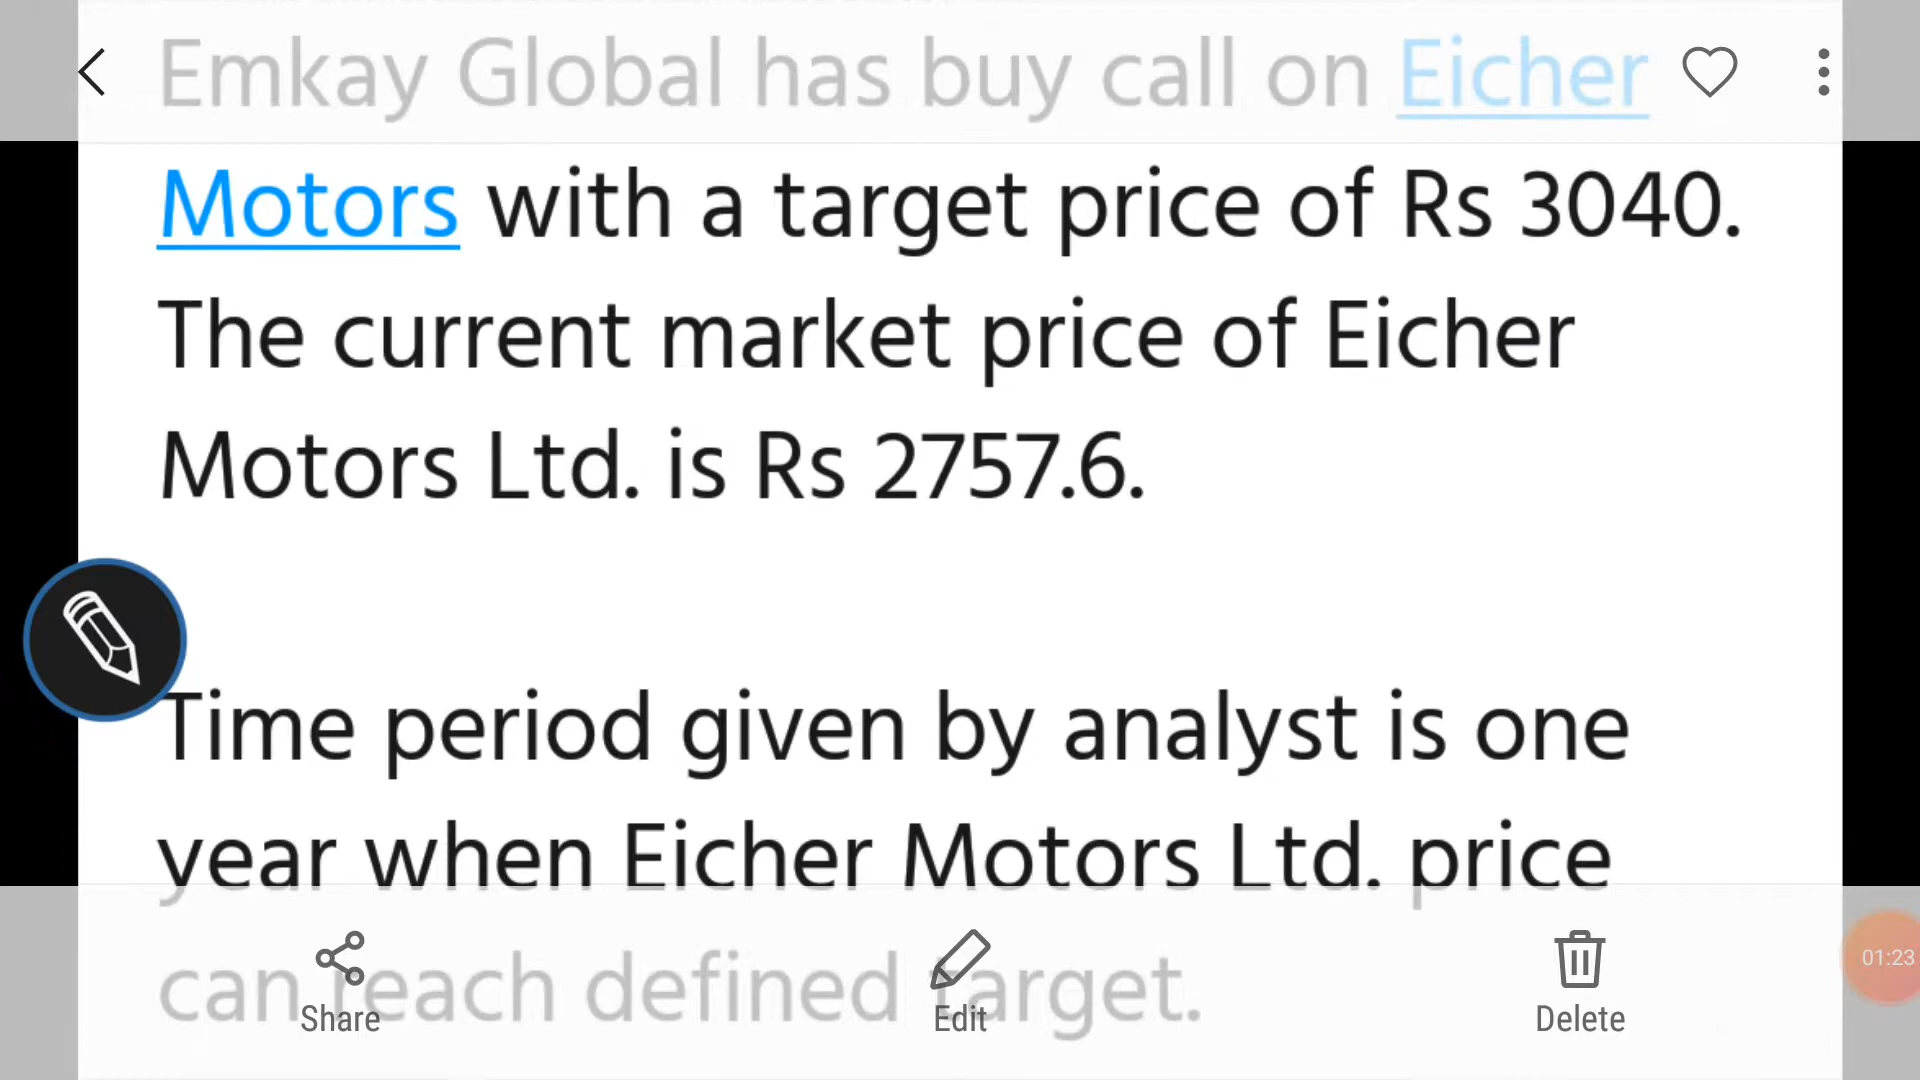 Emkay Global has buy call on Eicher
Motors with a target price of Rs 3040.
The current market price of Eicher
Motors Ltd. is Rs 2757.6.
Time period given by analyst is one
year when Eicher Motors Ltd. price
can reach defined target.
Share Edit Delete
01:23